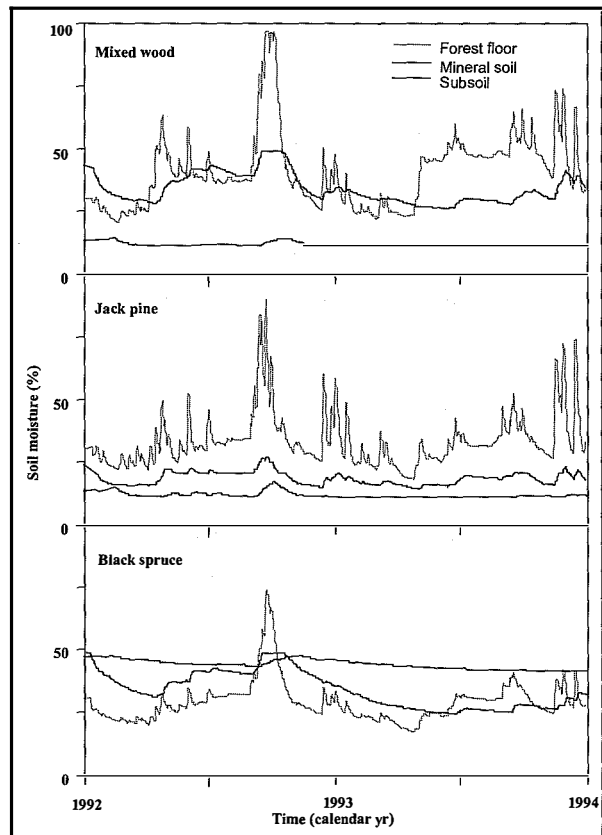 100
Mixed wood
Forest floor
Mineral soil
Subsoil
50
0
Jack pine
50
Soil moisture (%)
0
Black spruce
50
0
1992
1993
1994
Time (calendar yr)